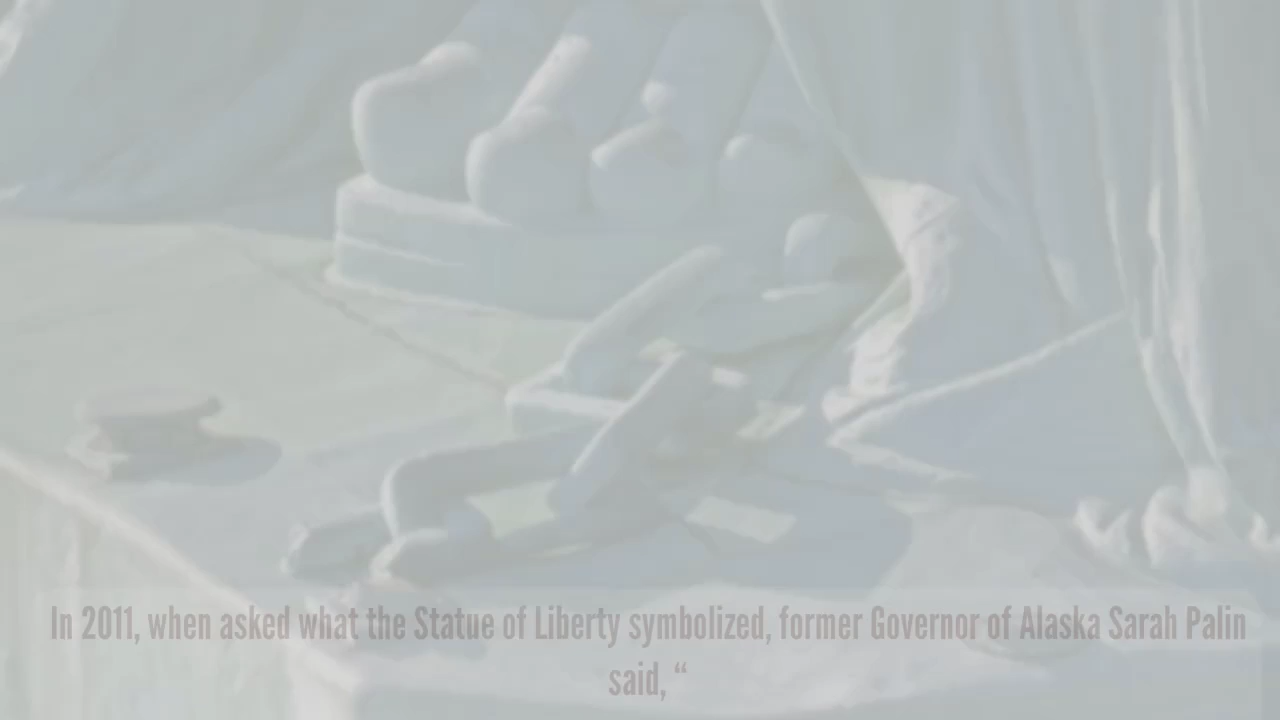 In 2011, when asked what the Statue of Liberty symbolized, former Governor of Alaska Sarah Palin
said, “